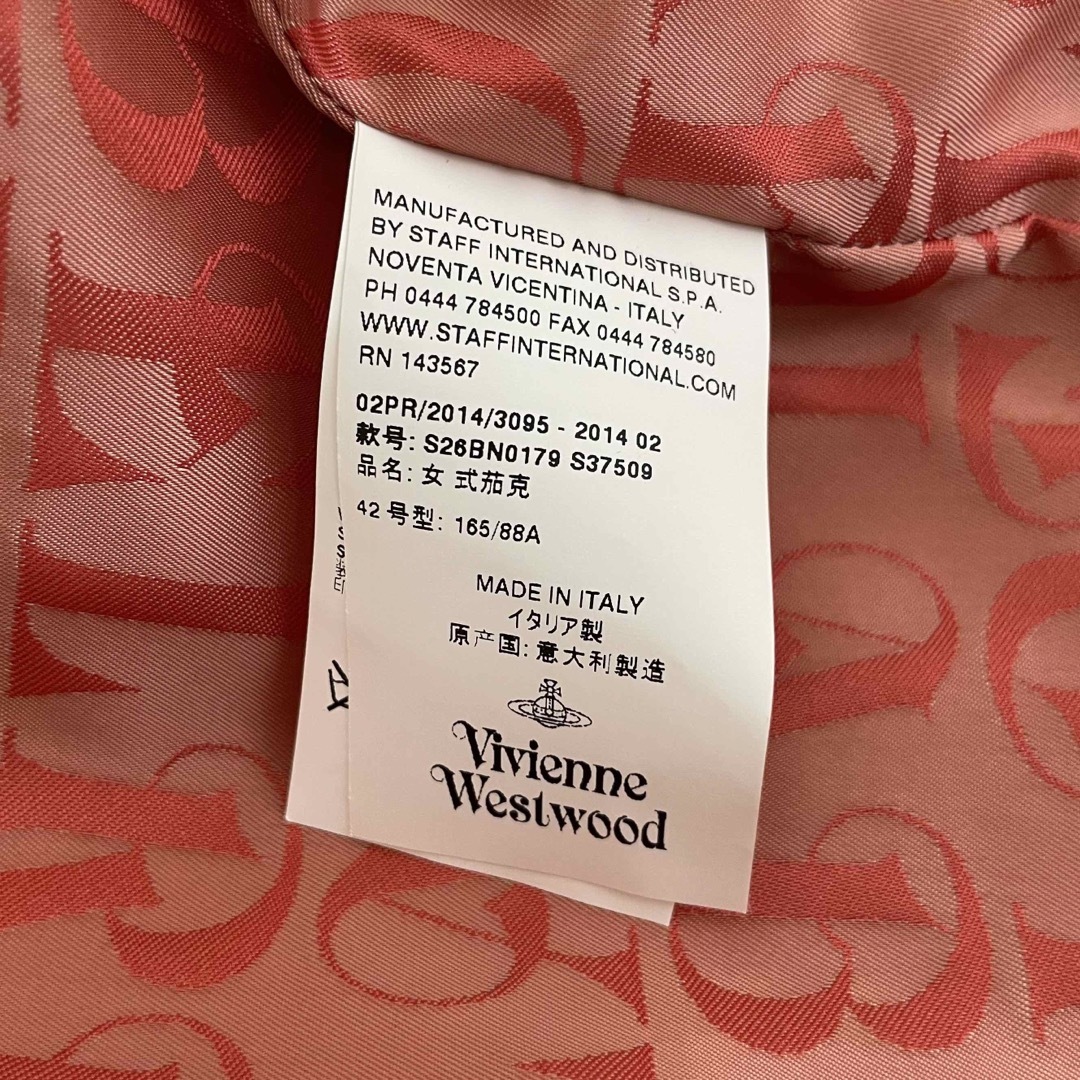 MANUFACTURED AND DISTRIBUTED
BY STAFF INTERNATIONAL S.P.A.
NOVENTA VICENTINA - ITALY
PH 0444 784500 FAX 0444 784580
WWW.STAFFINTERNATIONAL.COM
RN 143567
02PR/2014/3095 - 2014 02
款号: S26BN0179 S37509
品名: 女 式茄克
42 号型: 165/88A
MADE IN ITALY
イタリア製
原产国: 意大利製造
Vivienne
Westwood